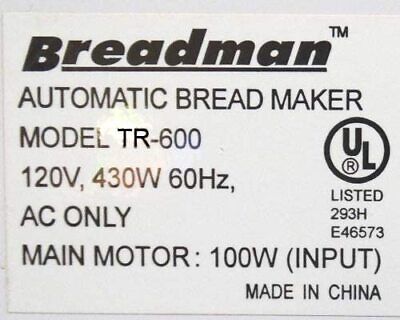 Breadman™
AUTOMATIC BREAD MAKER
MODEL TR-600
120V, 430W 60Hz,
AC ONLY
MAIN MOTOR: 100W (INPUT)
UL
®
LISTED
293H
E46573
MADE IN CHINA